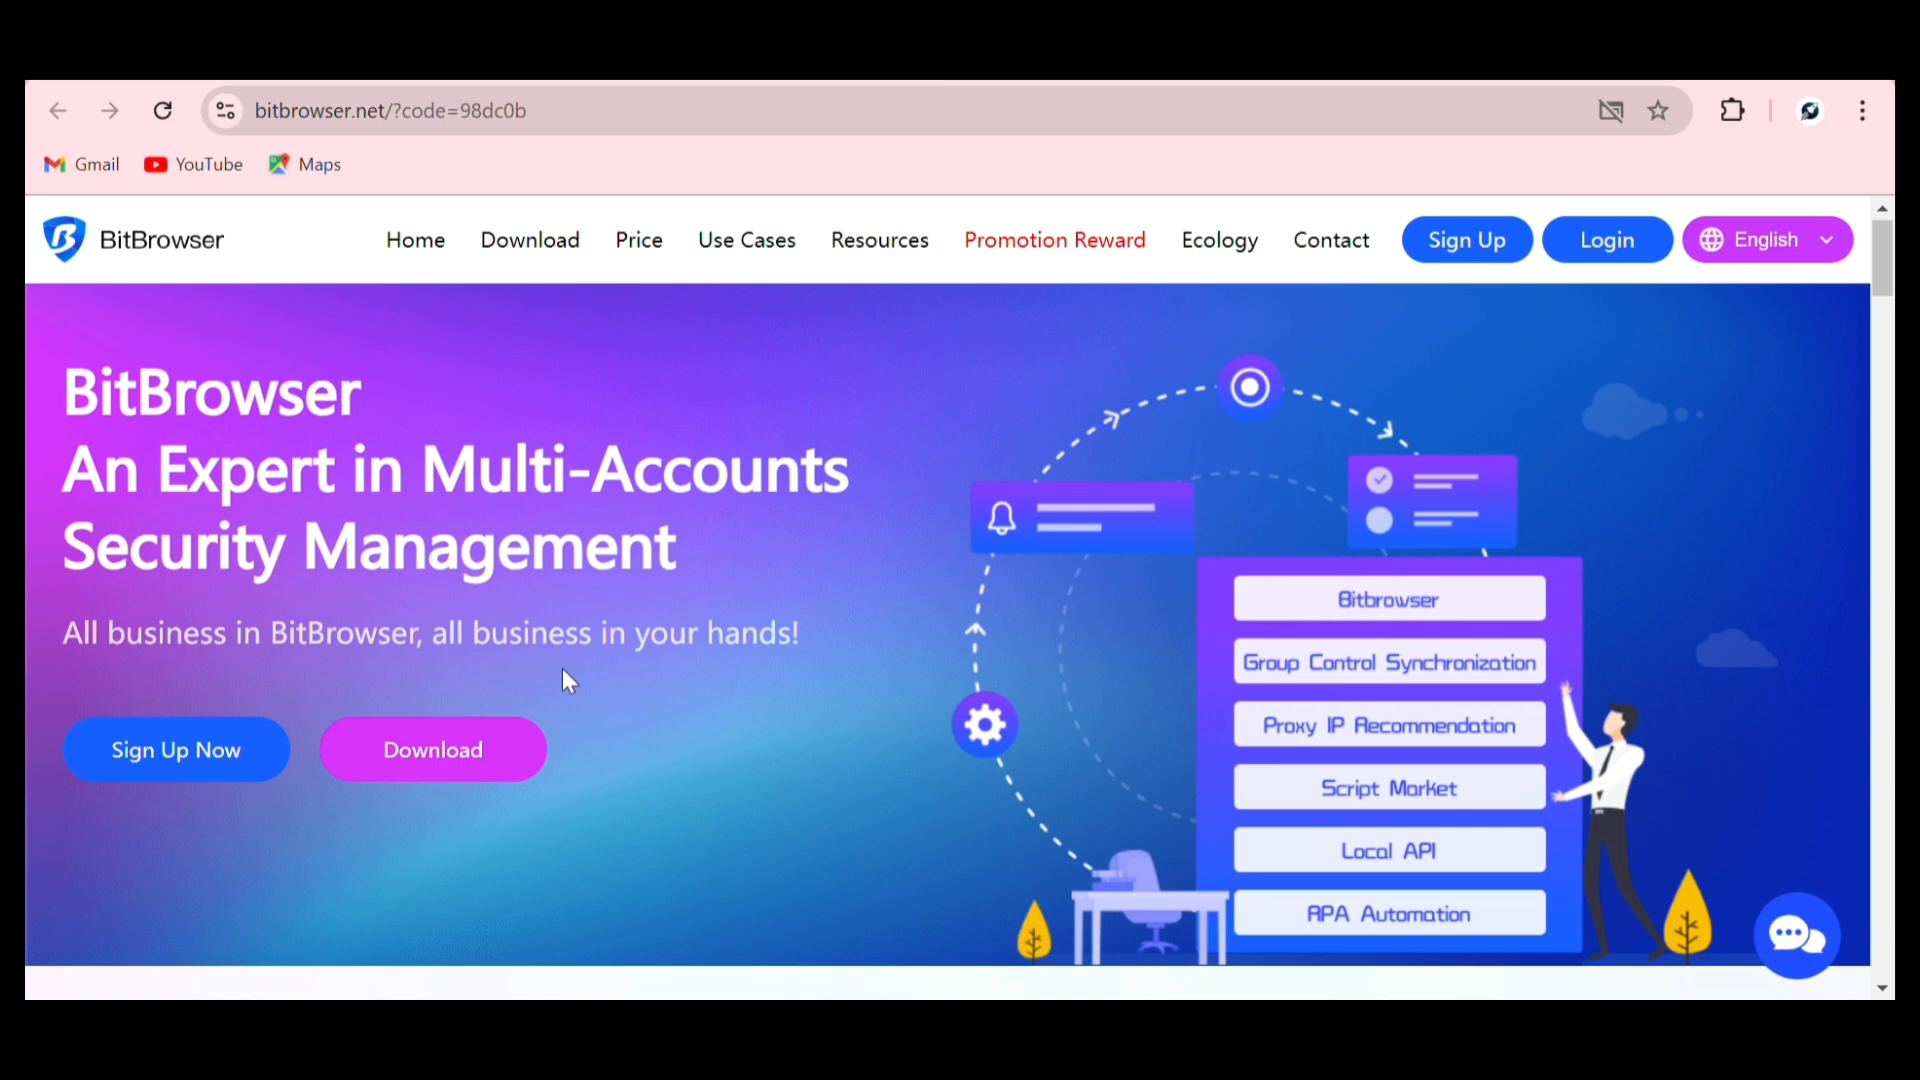 bitbrowser.net/?code=98dc0b
Gmail YouTube Maps
BitBrowser Home Download Price Use Cases Resources Promotion Reward Ecology Contact Sign Up Login English
BitBrowser
An Expert in Multi-Accounts
Security Management
All business in BitBrowser, all business in your hands!
Sign Up Now Download
Bitbrowser
Group Control Synchronization
Proxy IP Recommendation
Script Market
Local API
RPA Automation